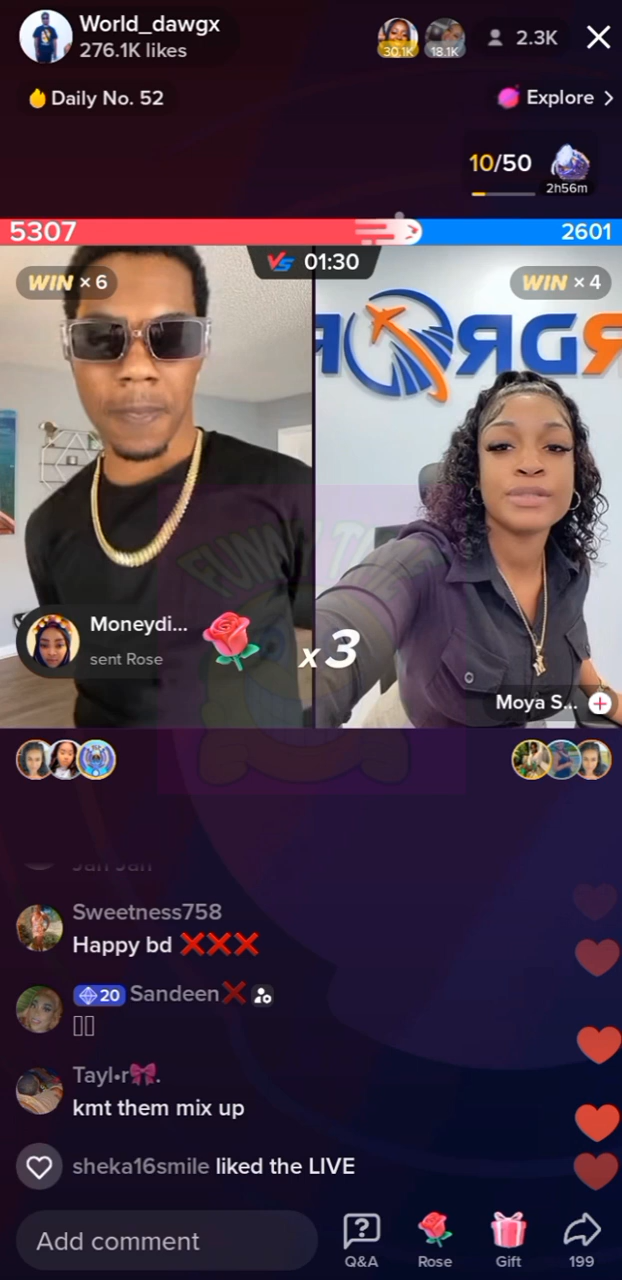 World_dawgx
276.1K likes
30.1K
18.1K
2.3K
Daily No. 52
Explore >
10/50
2h56m
5307
2601
VS 01:30
WIN × 6
WIN × 4
Moneydi...
sent Rose
x3
FUNNY
Moya S...
Sweetness758
Happy bd ❌❌❌
20 Sandeen❌
Tayl•r🎀.
kmt them mix up
sheka16smile liked the LIVE
Add comment
Q&A
Rose
Gift
199